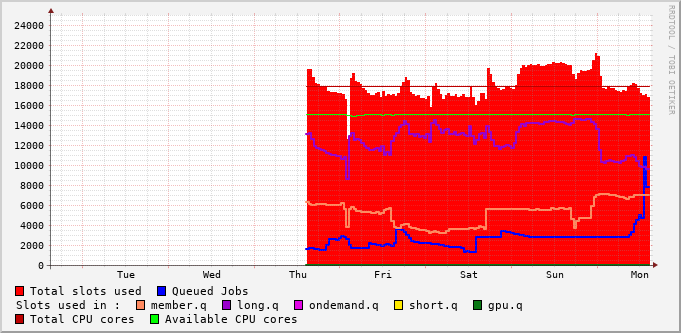 24000
22000
20000
18000
16000
14000
12000
10000
8000
6000
4000
2000
0
Tue Wed Thu Fri Sat Sun Mon
RRDTOOL / TOBI OETIKER
Total slots used Queued Jobs
Slots used in : member.q long.q ondemand.q short.q gpu.q
Total CPU cores Available CPU cores